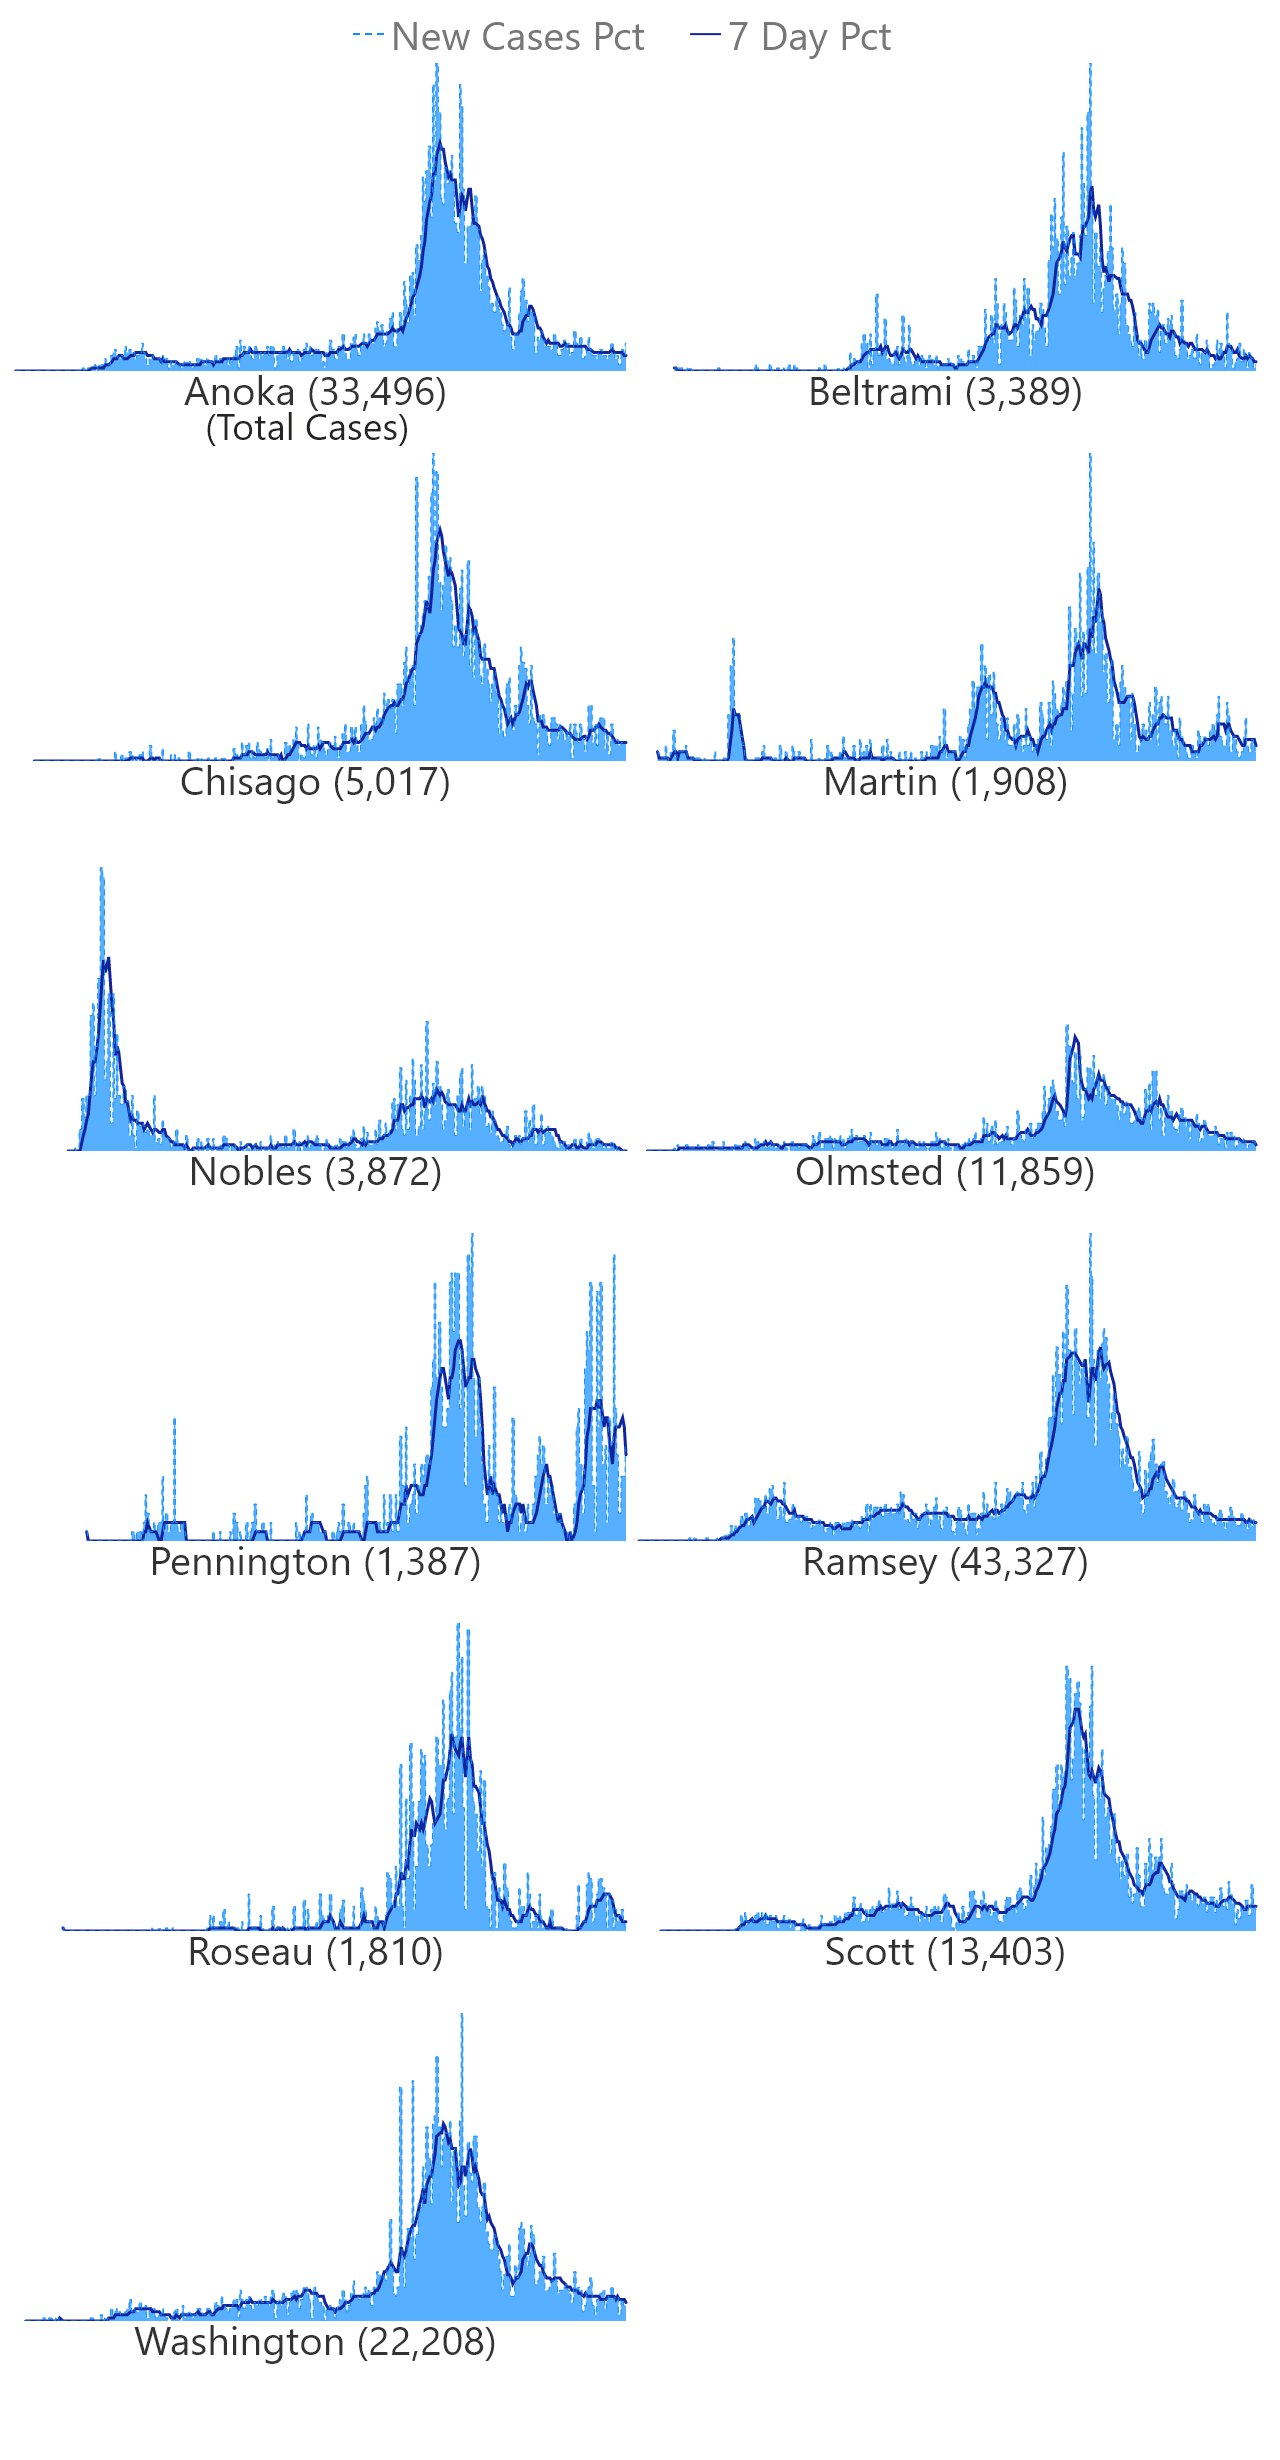 New Cases Pct 7 Day Pct
Anoka (33,496) Beltrami (3,389)
(Total Cases)
Chisago (5,017) Martin (1,908)
Nobles (3,872) Olmsted (11,859)
Pennington (1,387) Ramsey (43,327)
Roseau (1,810) Scott (13,403)
Washington (22,208)